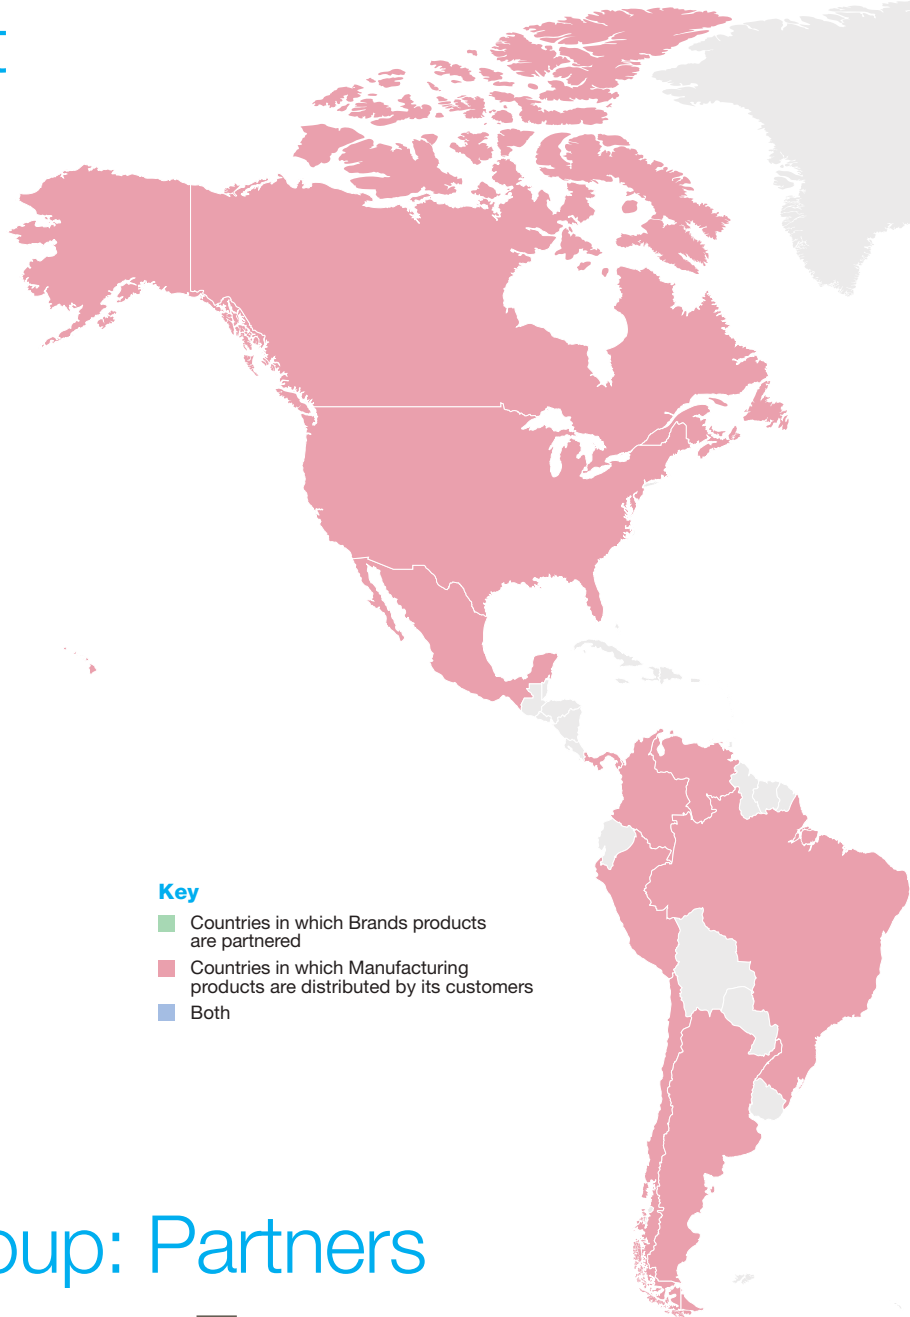 Key
Countries in which Brands products
are partnered
Countries in which Manufacturing
products are distributed by its customers
Both
oup: Partners